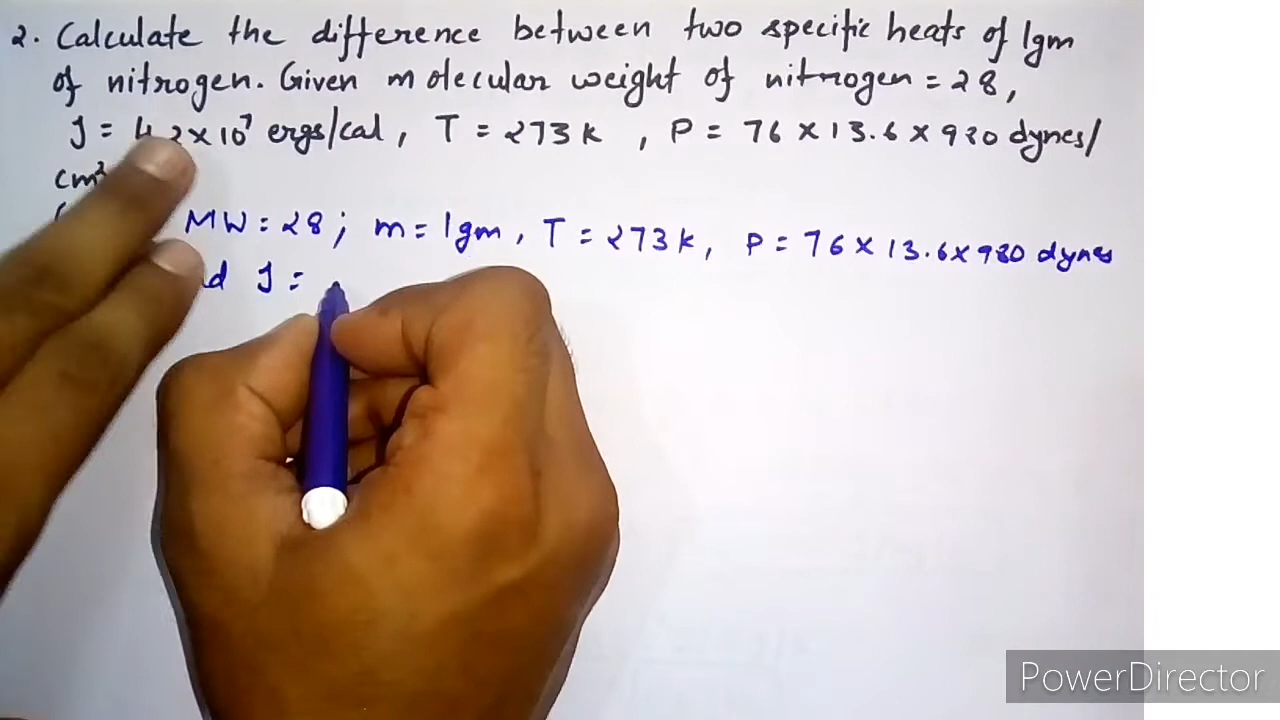 2. Calculate the difference between two specific heats of 1gm
of nitrogen. Given molecular weight of nitrogen = 28,
J = 4.2 × 10⁷ ergs/cal, T = 273 k, P = 76 × 13.6 × 980 dynes/
cm²
MW = 28; m = 1gm, T = 273 k, P = 76 × 13.6 × 980 dynes
J =
PowerDirector